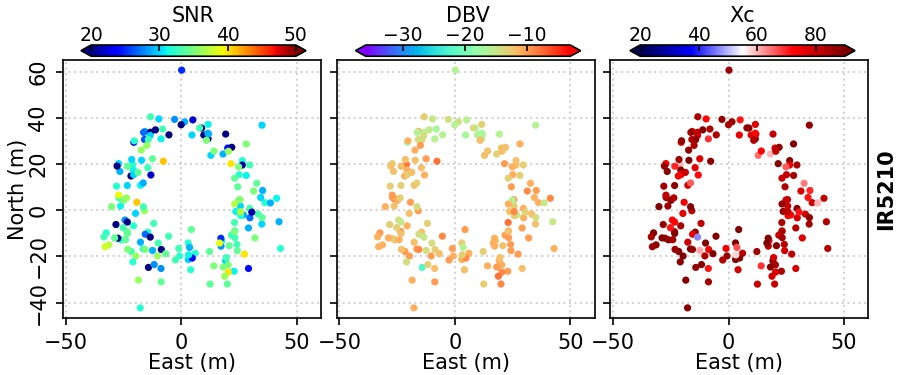 SNR DBV Xc
20 30 40 50 −30 −20 −10 20 40 60 80
60
40
20
0
−20
−40
North (m)
IR5210
−50 0 50 −50 0 50 −50 0 50
East (m) East (m) East (m)